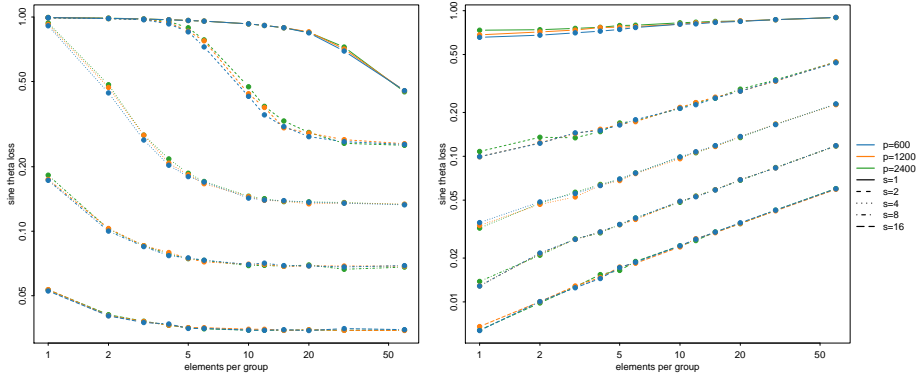 sine theta loss
1.00
0.50
0.20
0.10
0.05
1
2
5
10
20
50
elements per group
sine theta loss
1.00
0.50
0.20
0.10
0.05
0.02
0.01
1
2
5
10
20
50
elements per group
p=600
p=1200
p=2400
s=1
s=2
s=4
s=8
s=16